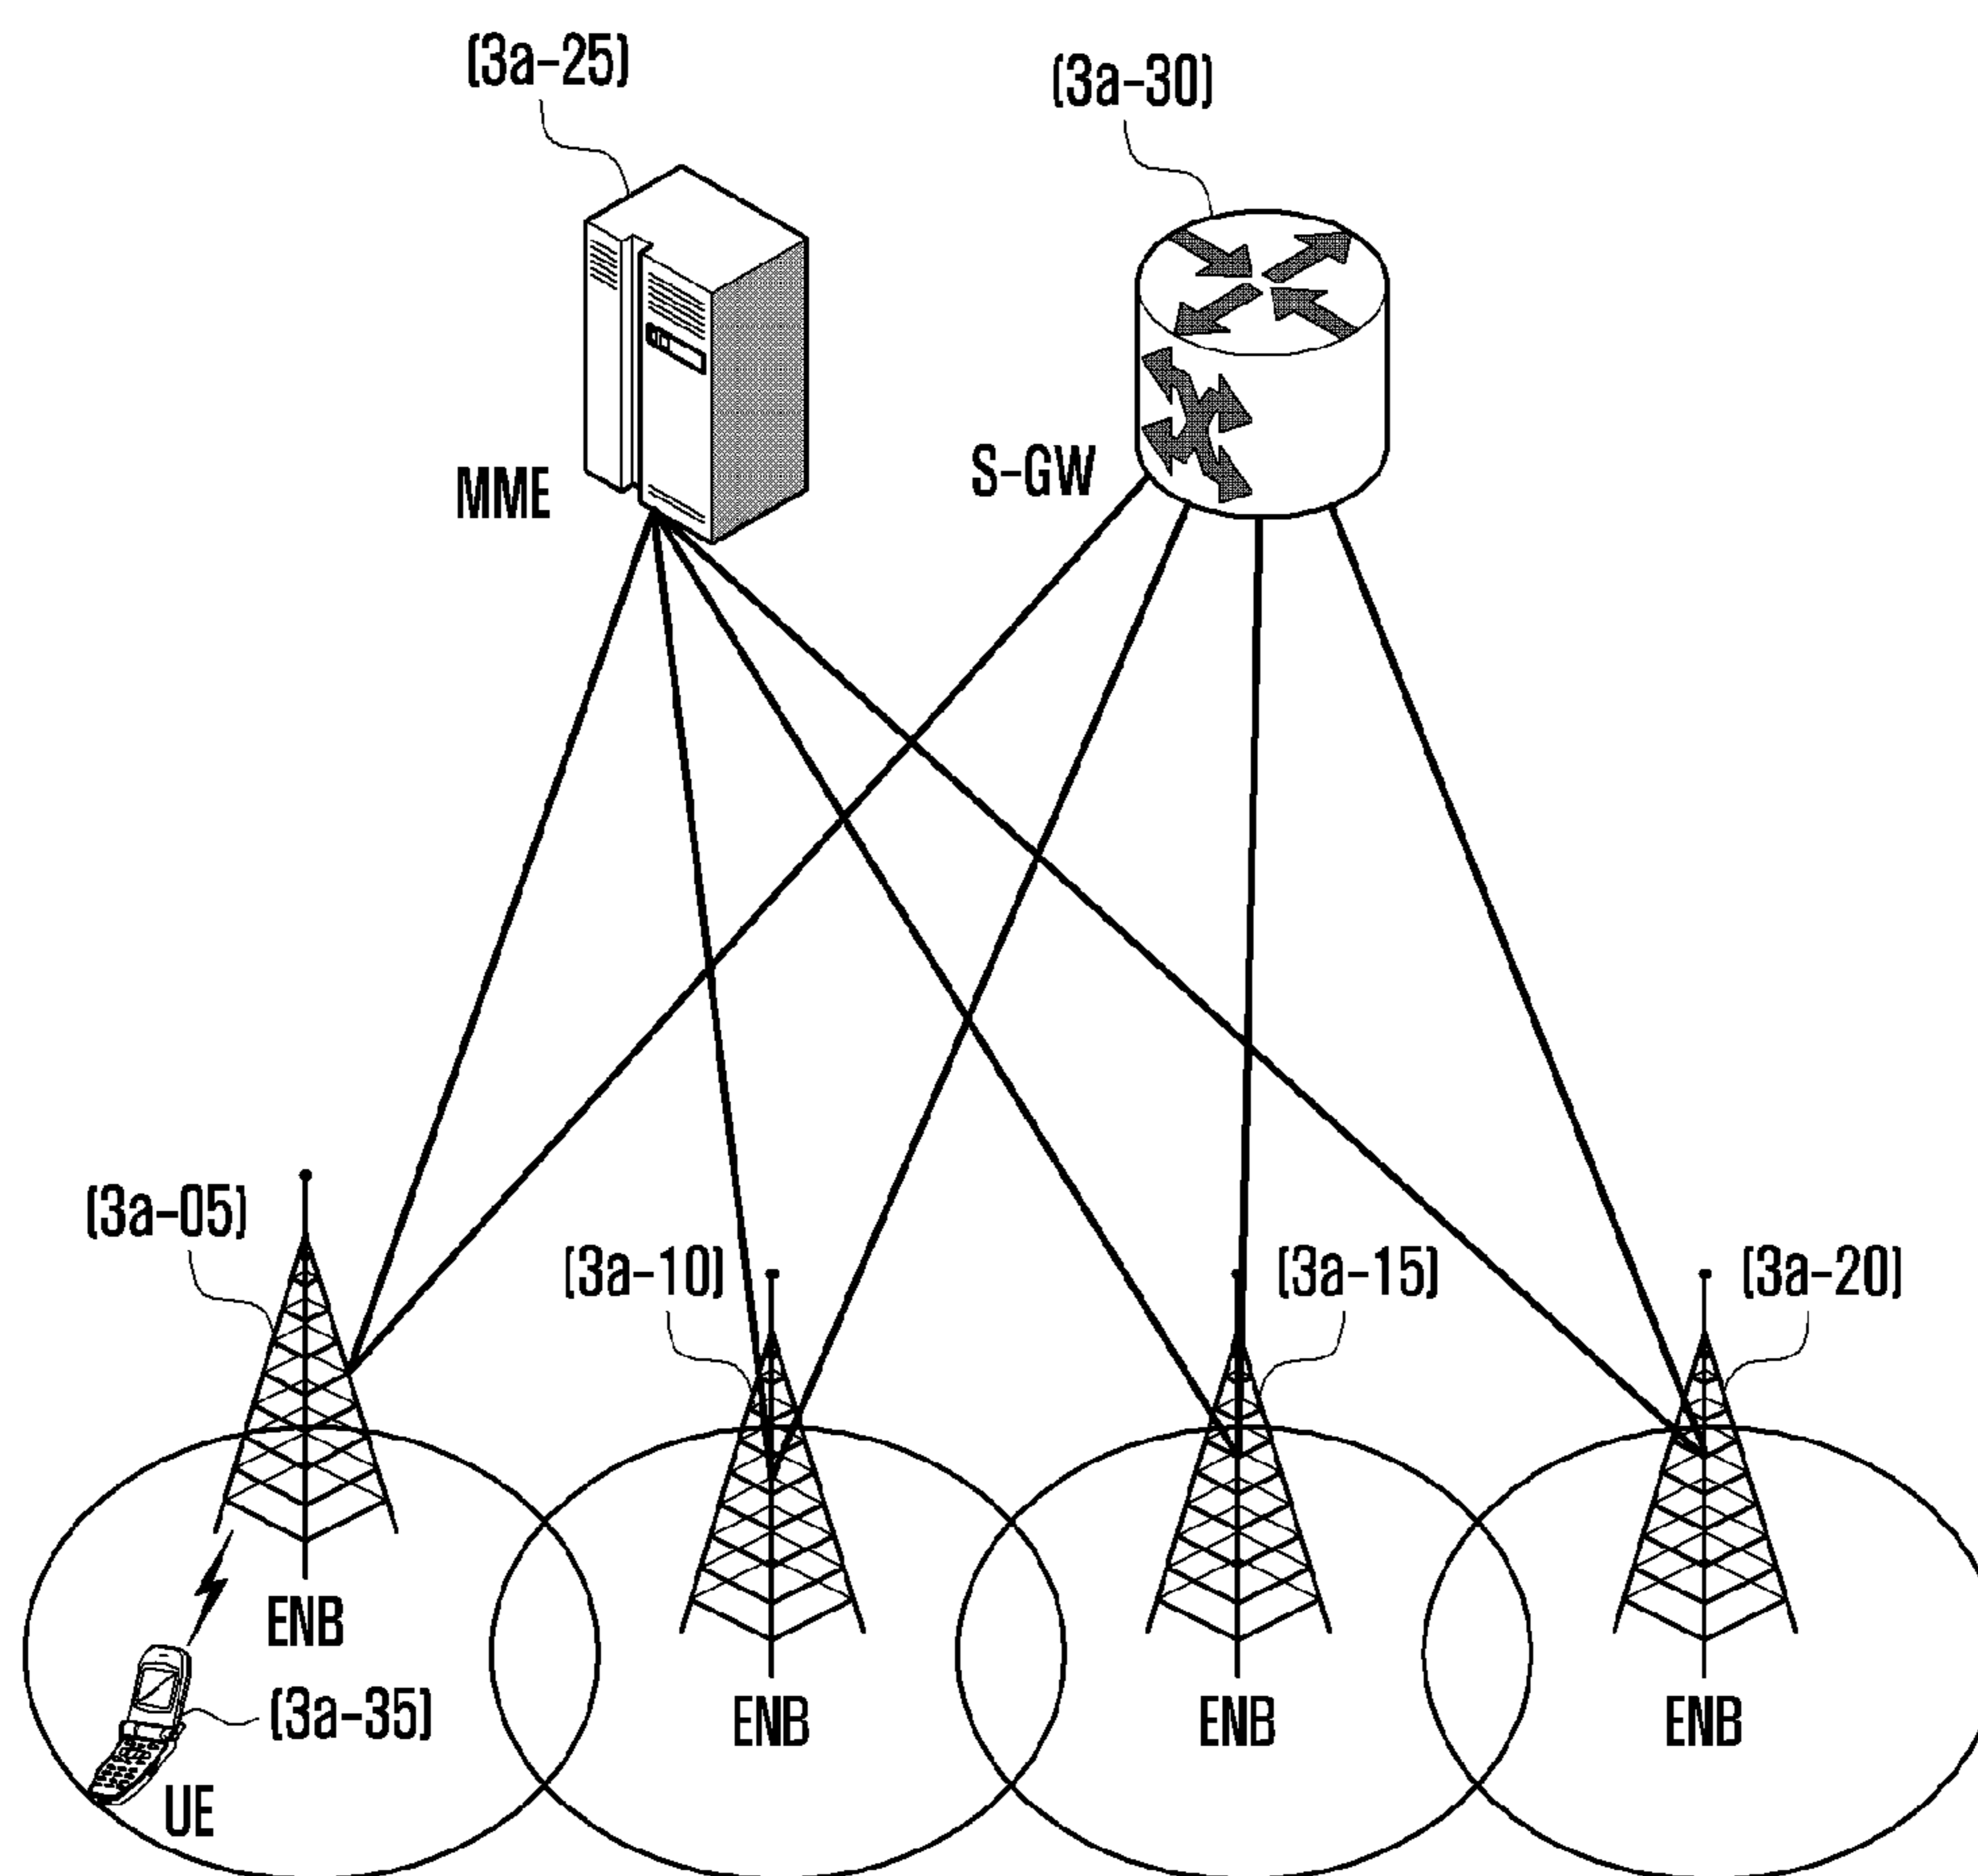 (3a-25)
(3a-30)
MME
S-GW
(3a-05)
(3a-10)
(3a-15)
(3a-20)
ENB
(3a-35)
UE
ENB
ENB
ENB